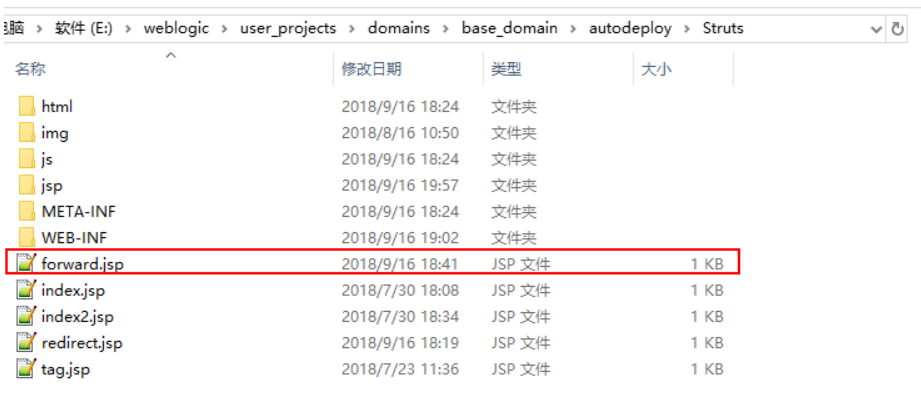 电脑 › 软件 (E:) › weblogic › user_projects › domains › base_domain › autodeploy › Struts
名称 修改日期 类型 大小
html 2018/9/16 18:24 文件夹
img 2018/8/16 10:50 文件夹
js 2018/9/16 18:24 文件夹
jsp 2018/9/16 19:57 文件夹
META-INF 2018/9/16 18:24 文件夹
WEB-INF 2018/9/16 19:02 文件夹
forward.jsp 2018/9/16 18:41 JSP 文件 1 KB
index.jsp 2018/7/30 18:08 JSP 文件 1 KB
index2.jsp 2018/7/30 18:34 JSP 文件 1 KB
redirect.jsp 2018/9/16 18:19 JSP 文件 1 KB
tag.jsp 2018/7/23 11:36 JSP 文件 1 KB